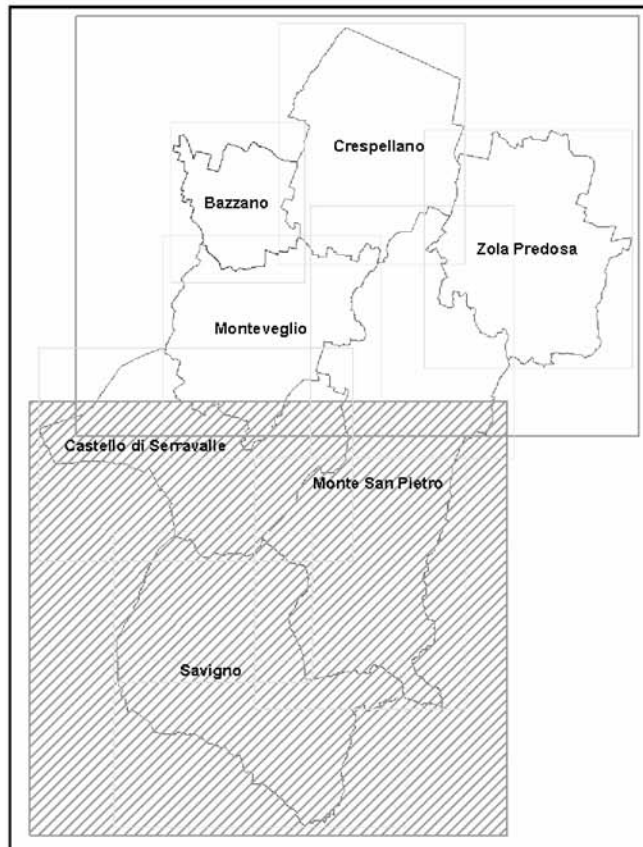 Crespellano
Bazzano
Zola Predosa
Monteveglio
Castello di Serravalle
Monte San Pietro
Savigno